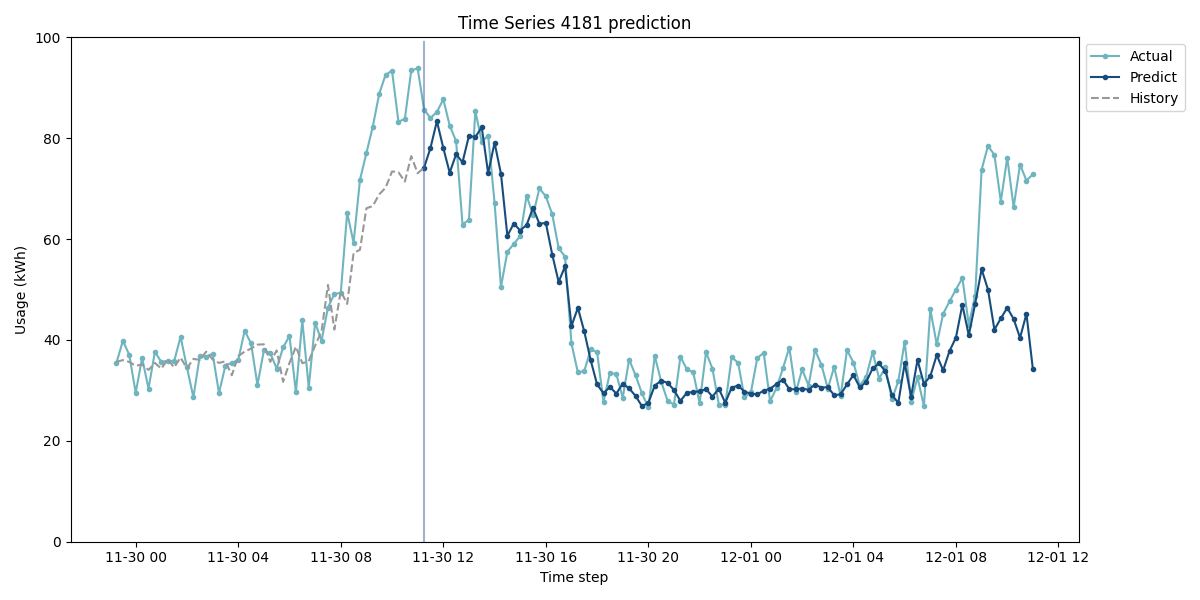 Time Series 4181 prediction
Actual
Predict
History
Usage (kWh)
100
80
60
40
20
0
11-30 00
11-30 04
11-30 08
11-30 12
11-30 16
11-30 20
12-01 00
12-01 04
12-01 08
12-01 12
Time step